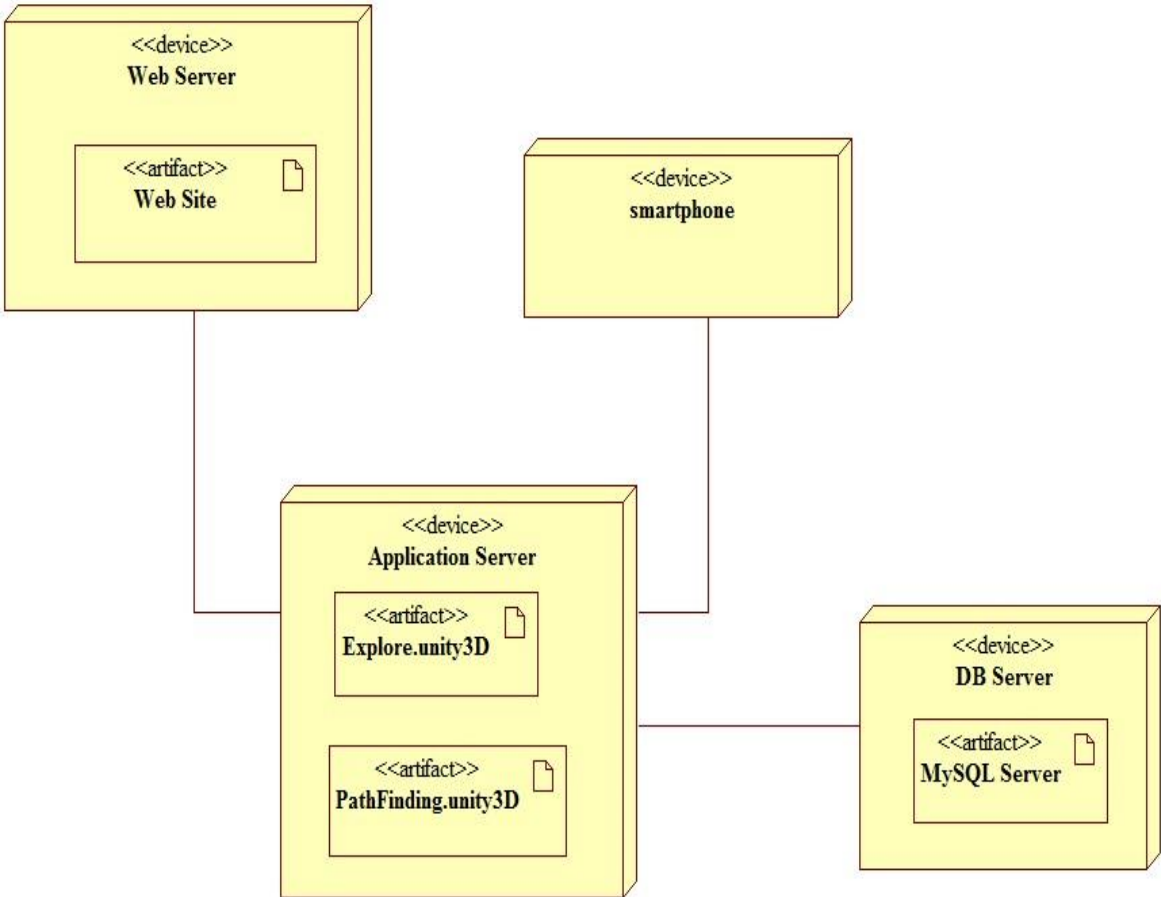 <<device>>
Web Server
<<artifact>>
Web Site
<<device>>
smartphone
<<device>>
Application Server
<<artifact>>
Explore.unity3D
<<artifact>>
PathFinding.unity3D
<<device>>
DB Server
<<artifact>>
MySQL Server